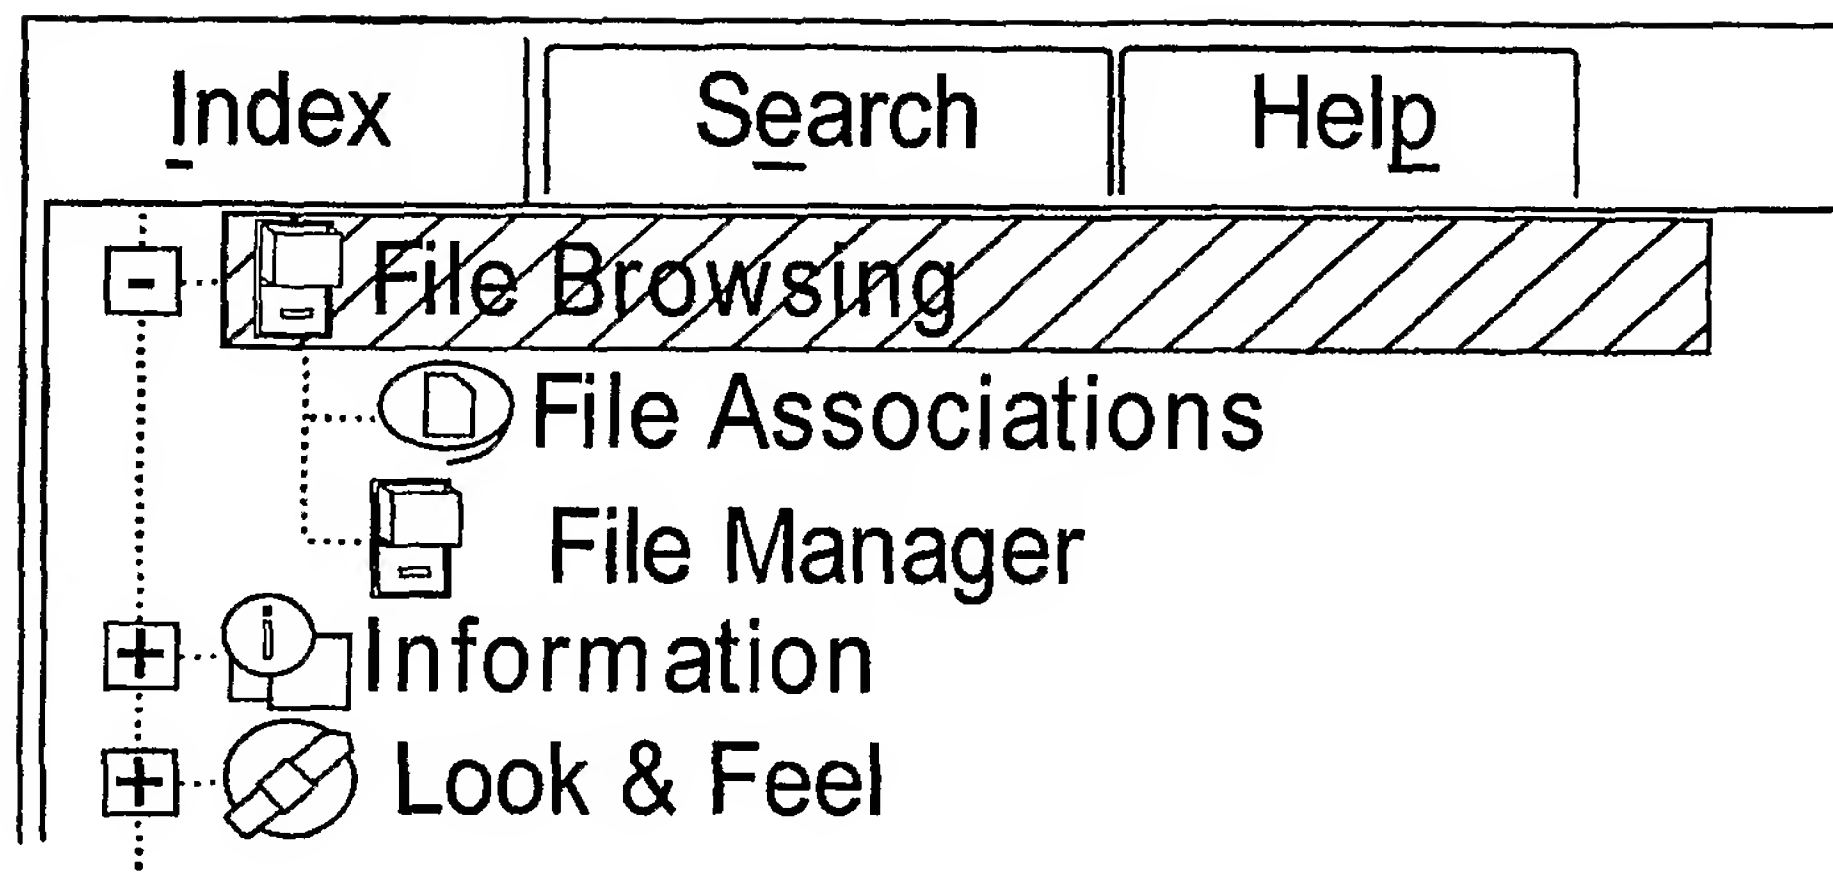 Index Search Help
File Browsing
File Associations
File Manager
Information
Look & Feel